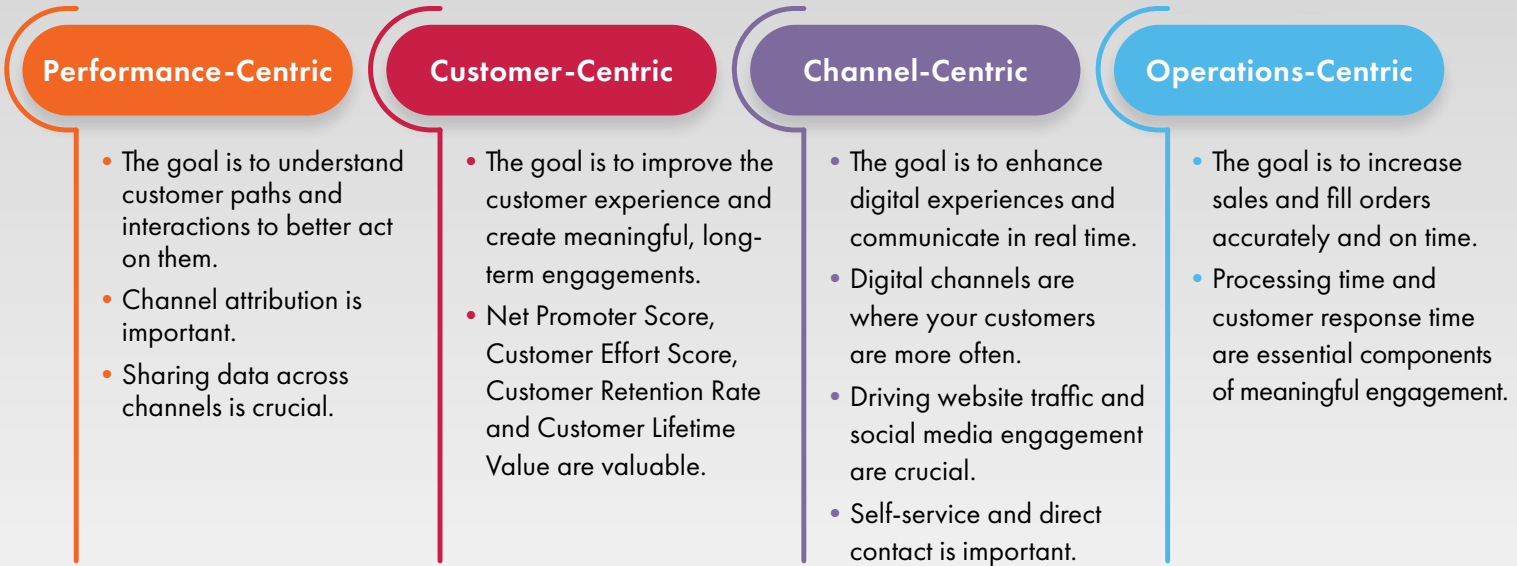 Performance-Centric
• The goal is to understand
customer paths and
interactions to better act
on them.
• Channel attribution is
important.
• Sharing data across
channels is crucial.
Customer-Centric
• The goal is to improve the
customer experience and
create meaningful, long-
term engagements.
• Net Promoter Score,
Customer Effort Score,
Customer Retention Rate
and Customer Lifetime
Value are valuable.
Channel-Centric
• The goal is to enhance
digital experiences and
communicate in real time.
• Digital channels are
where your customers
are more often.
• Driving website traffic and
social media engagement
are crucial.
• Self-service and direct
contact is important.
Operations-Centric
• The goal is to increase
sales and fill orders
accurately and on time.
• Processing time and
customer response time
are essential components
of meaningful engagement.